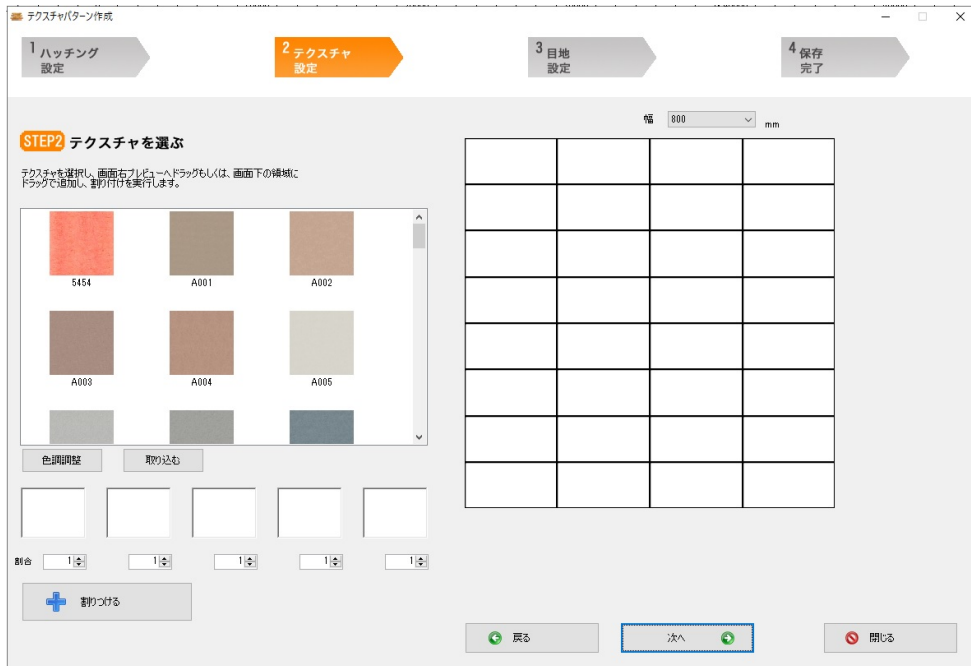 テクスチャパターン作成
1 ハッチング
設定
2 テクスチャ
設定
3 目地
設定
4 保存
完了
幅 800 mm
STEP2 テクスチャを選ぶ
テクスチャを選択し、画面右プレビューへドラッグもしくは、画面下の領域に
ドラッグで追加し、割り付けを実行します。
5454 A001 A002
A003 A004 A005
色調調整 取り込む
割合 1 1 1 1 1
割りつける
戻る 次へ 閉じる